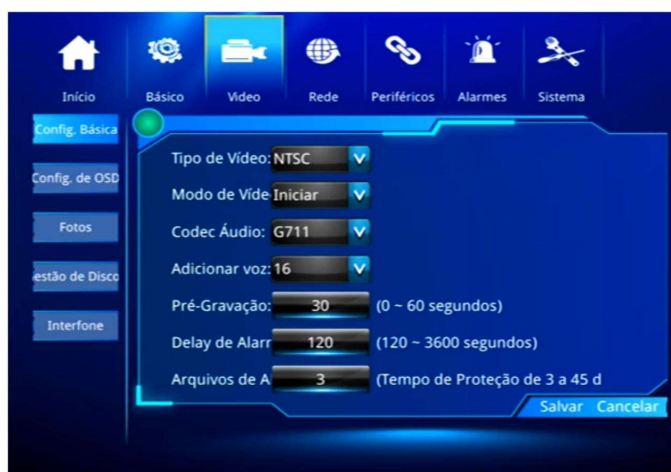 Início Básico Video Rede Periféricos Alarmes Sistema
Config. Básica
Config. de OSD
Fotos
estão de Disco
Interfone
Tipo de Vídeo: NTSC
Modo de Víde Iniciar
Codec Áudio: G711
Adicionar voz: 16
Pré-Gravação: 30 (0 ~ 60 segundos)
Delay de Alarr 120 (120 ~ 3600 segundos)
Arquivos de A 3 (Tempo de Proteção de 3 a 45 d
Salvar Cancelar